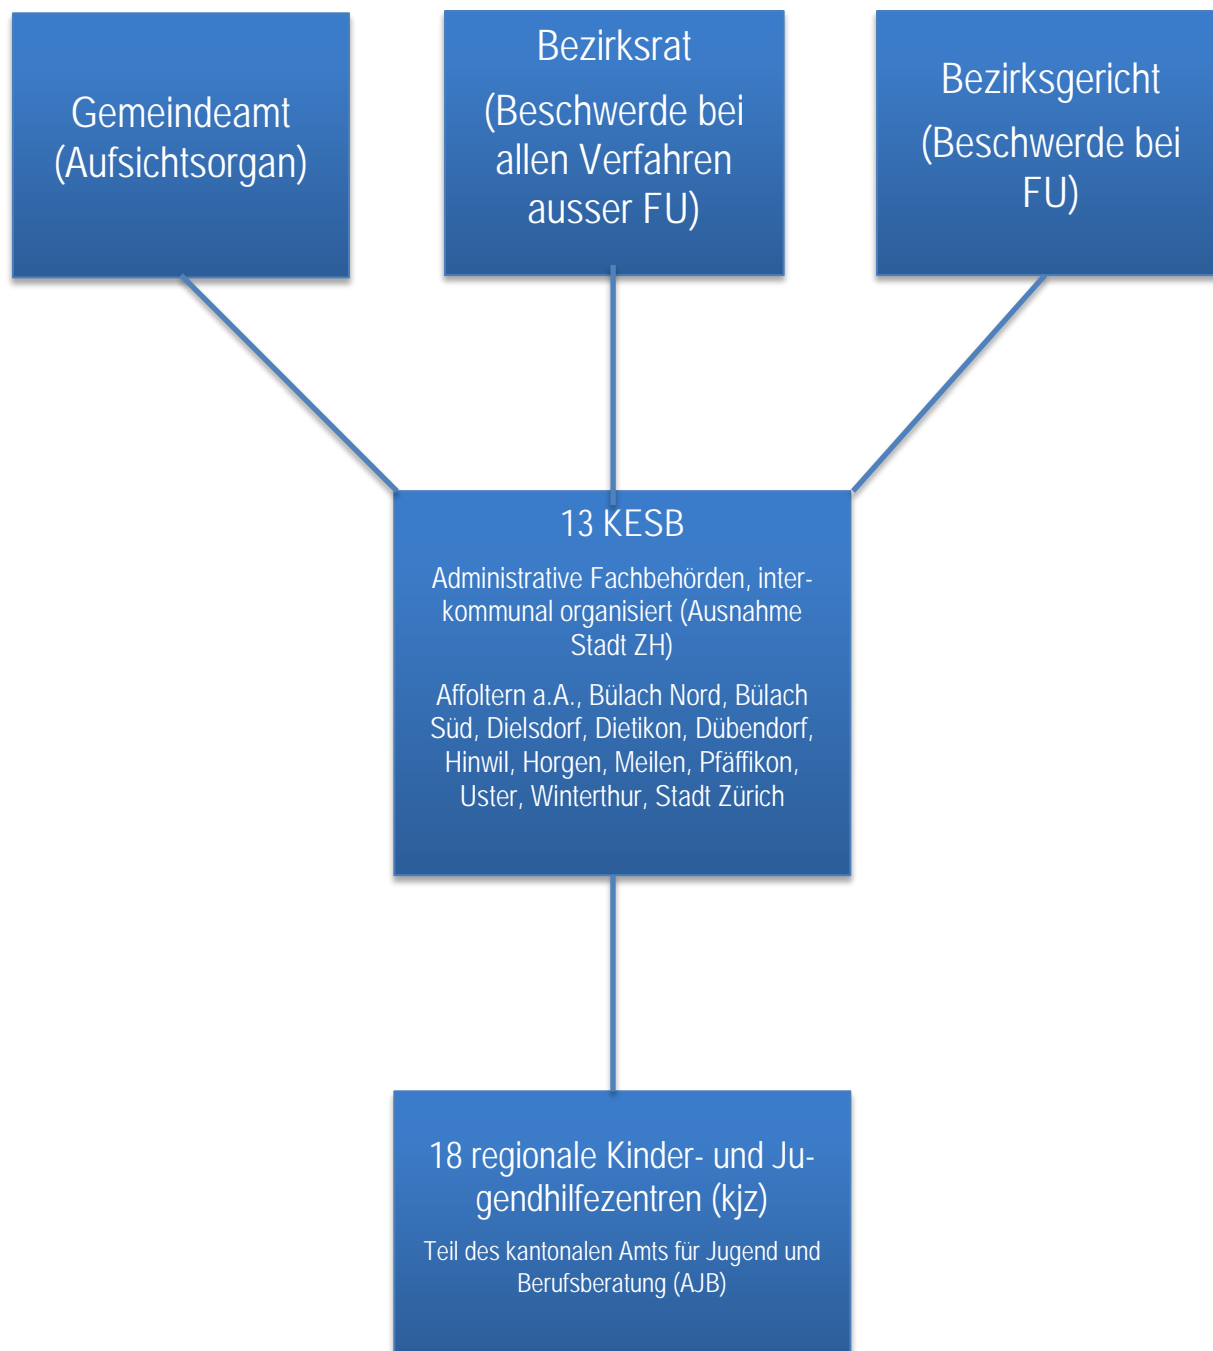 Gemeindeamt
(Aufsichtsorgan)
Bezirksrat
(Beschwerde bei
allen Verfahren
ausser FU)
Bezirksgericht
(Beschwerde bei
FU)
13 KESB
Administrative Fachbehörden, inter-
kommunal organisiert (Ausnahme
Stadt ZH)
Affoltern a.A., Bülach Nord, Bülach
Süd, Dielsdorf, Dietikon, Dübendorf,
Hinwil, Horgen, Meilen, Pfäffikon,
Uster, Winterthur, Stadt Zürich
18 regionale Kinder- und Ju-
gendhilfezentren (kjz)
Teil des kantonalen Amts für Jugend und
Berufsberatung (AJB)